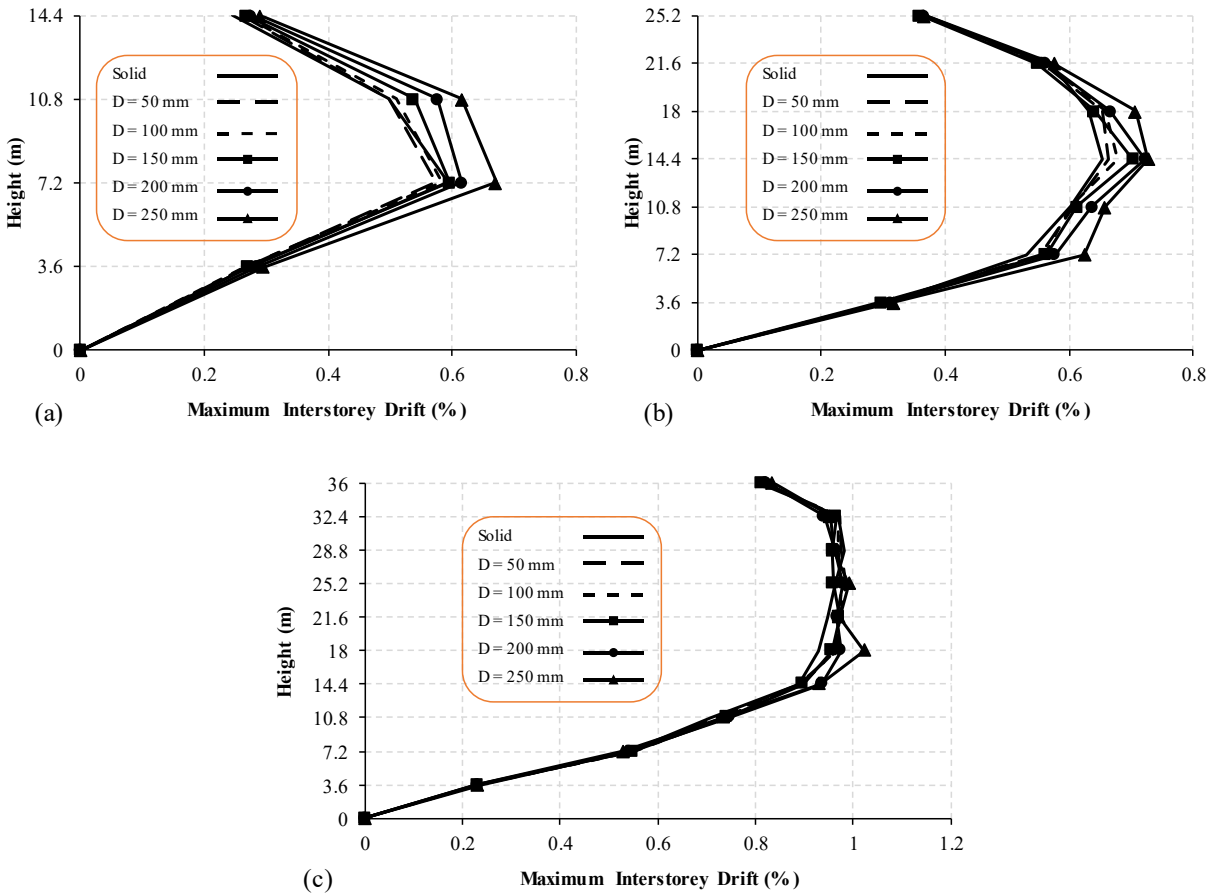 14.4
10.8
7.2
3.6
0
Height (m)
Solid
D = 50 mm
D = 100 mm
D = 150 mm
D = 200 mm
D = 250 mm
0 0.2 0.4 0.6 0.8
Maximum Interstorey Drift (%)
(a)
25.2
21.6
18
14.4
10.8
7.2
3.6
0
Height (m)
Solid
D = 50 mm
D = 100 mm
D = 150 mm
D = 200 mm
D = 250 mm
0 0.2 0.4 0.6 0.8
Maximum Interstorey Drift (%)
(b)
36
32.4
28.8
25.2
21.6
18
14.4
10.8
7.2
3.6
0
Height (m)
Solid
D = 50 mm
D = 100 mm
D = 150 mm
D = 200 mm
D = 250 mm
0 0.2 0.4 0.6 0.8 1 1.2
Maximum Interstorey Drift (%)
(c)